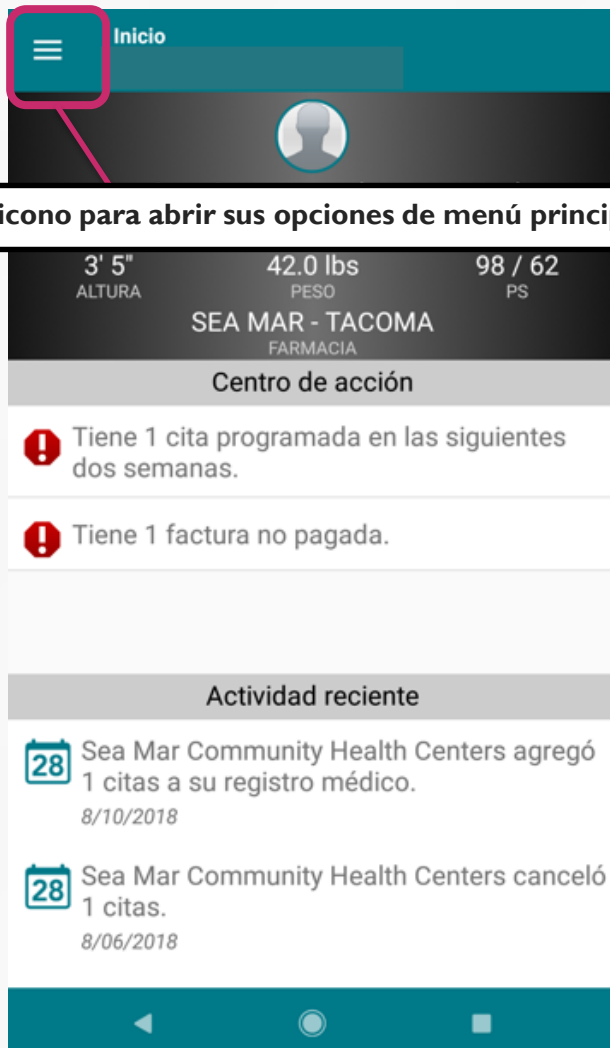 Inicio
icono para abrir sus opciones de menú
3' 5" 42.0 lbs 98 / 62
ALTURA PESO PS
SEA MAR - TACOMA
FARMACIA
Centro de acción
Tiene 1 cita programada en las siguientes
dos semanas.
Tiene 1 factura no pagada.
Actividad reciente
28 Sea Mar Community Health Centers agregó
1 citas a su registro médico.
8/10/2018
28 Sea Mar Community Health Centers canceló
1 citas.
8/06/2018